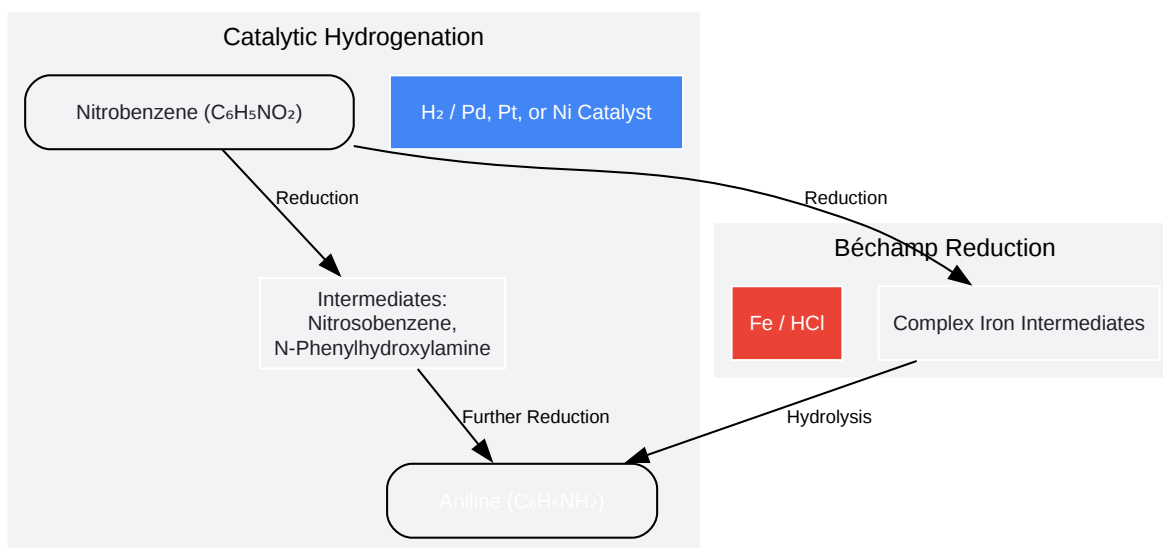 Catalytic Hydrogenation
Nitrobenzene (C₆H₅NO₂)
H₂ / Pd, Pt, or Ni Catalyst
Reduction
Reduction
Béchamp Reduction
Intermediates:
Nitrosobenzene,
N-Phenylhydroxylamine
Fe / HCl
Complex Iron Intermediates
Further Reduction
Hydrolysis
Aniline (C₆H₅NH₂)